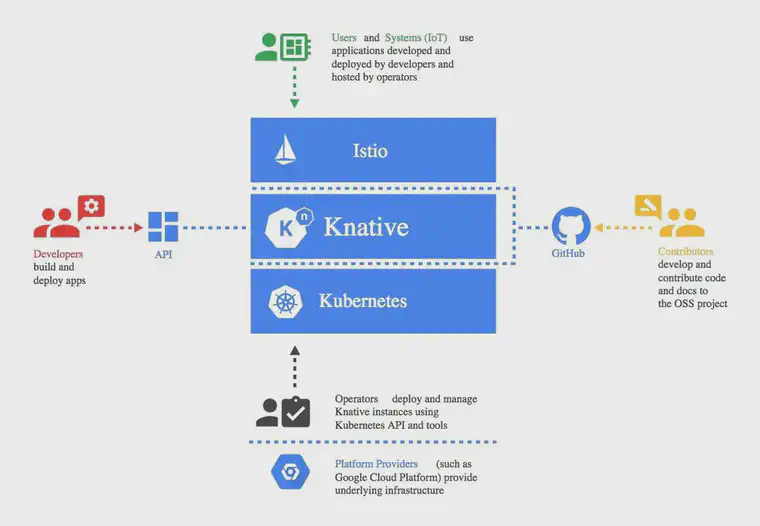 Users and Systems (IoT) use
applications developed and
deployed by developers and
hosted by operators
Istio
Knative
K
n
Kubernetes
Developers
build and
deploy apps
API
GitHub
Contributors
develop and
contribute code
and docs to
the OSS project
Operators deploy and manage
Knative instances using
Kubernetes API and tools
Platform Providers (such as
Google Cloud Platform) provide
underlying infrastructure